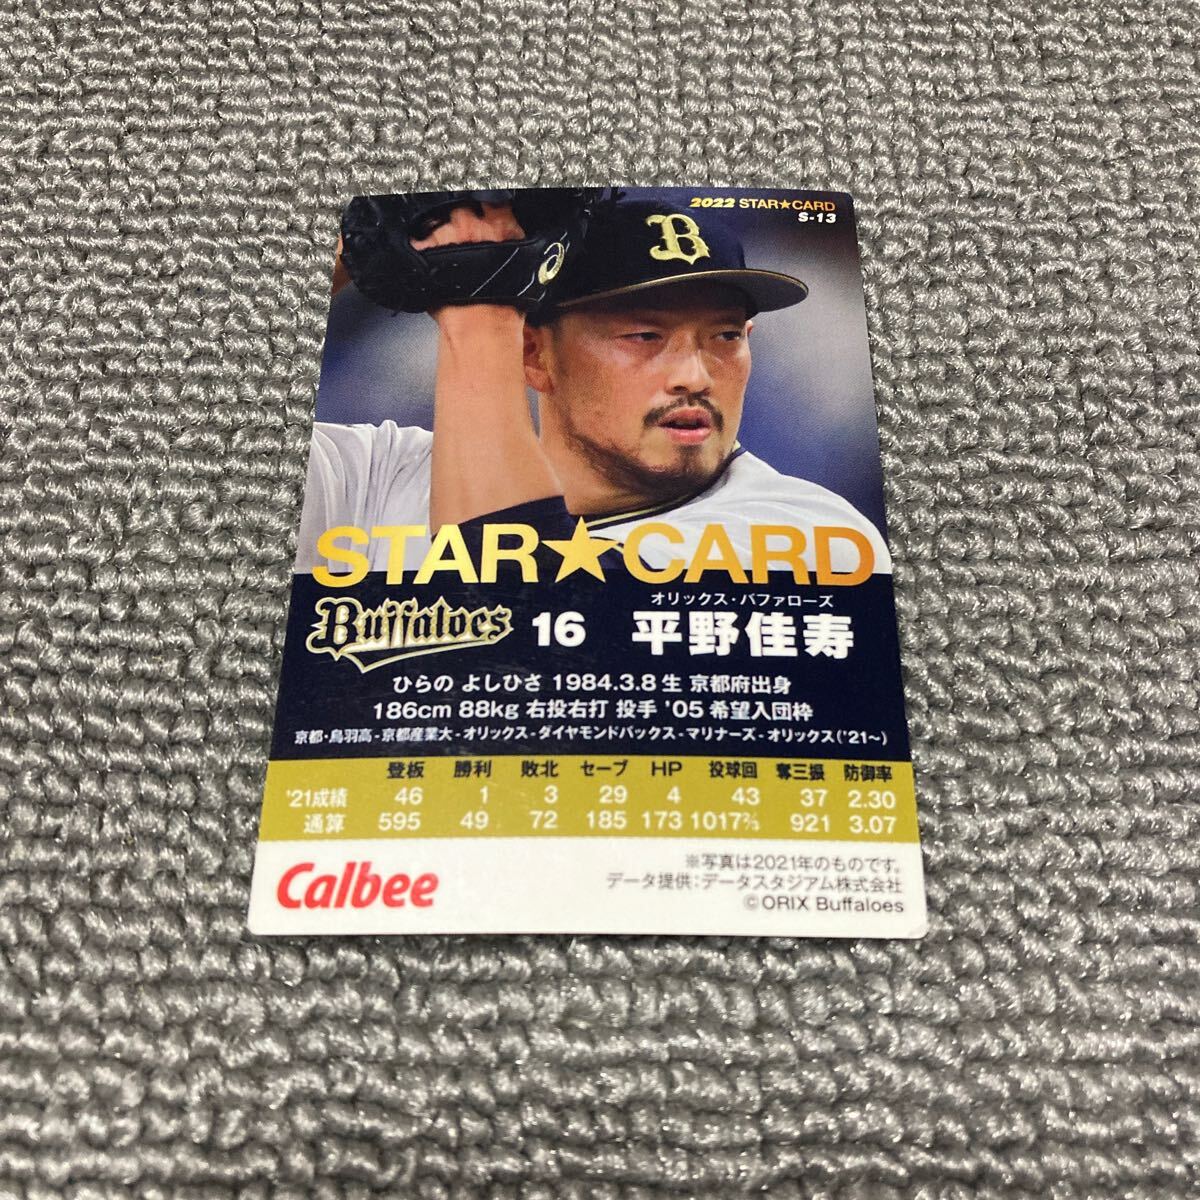 2022 STAR★CARD
S-13
B
STAR★CARD
オリックス・バファローズ
Buffaloes 16 平野佳寿
ひらの よしひさ 1984.3.8生 京都府出身
186cm 88kg 右投右打 投手 '05 希望入団枠
京都・鳥羽高-京都産業大-オリックス-ダイヤモンドバックス-マリナーズ-オリックス('21~)
登板 勝利 敗北 セーブ HP 投球回 奪三振 防御率
'21成績 46 1 3 29 4 43 37 2.30
通算 595 49 72 185 173 1017⅔ 921 3.07
※写真は2021年のものです。
Calbee データ提供:データスタジアム株式会社
©ORIX Buffaloes